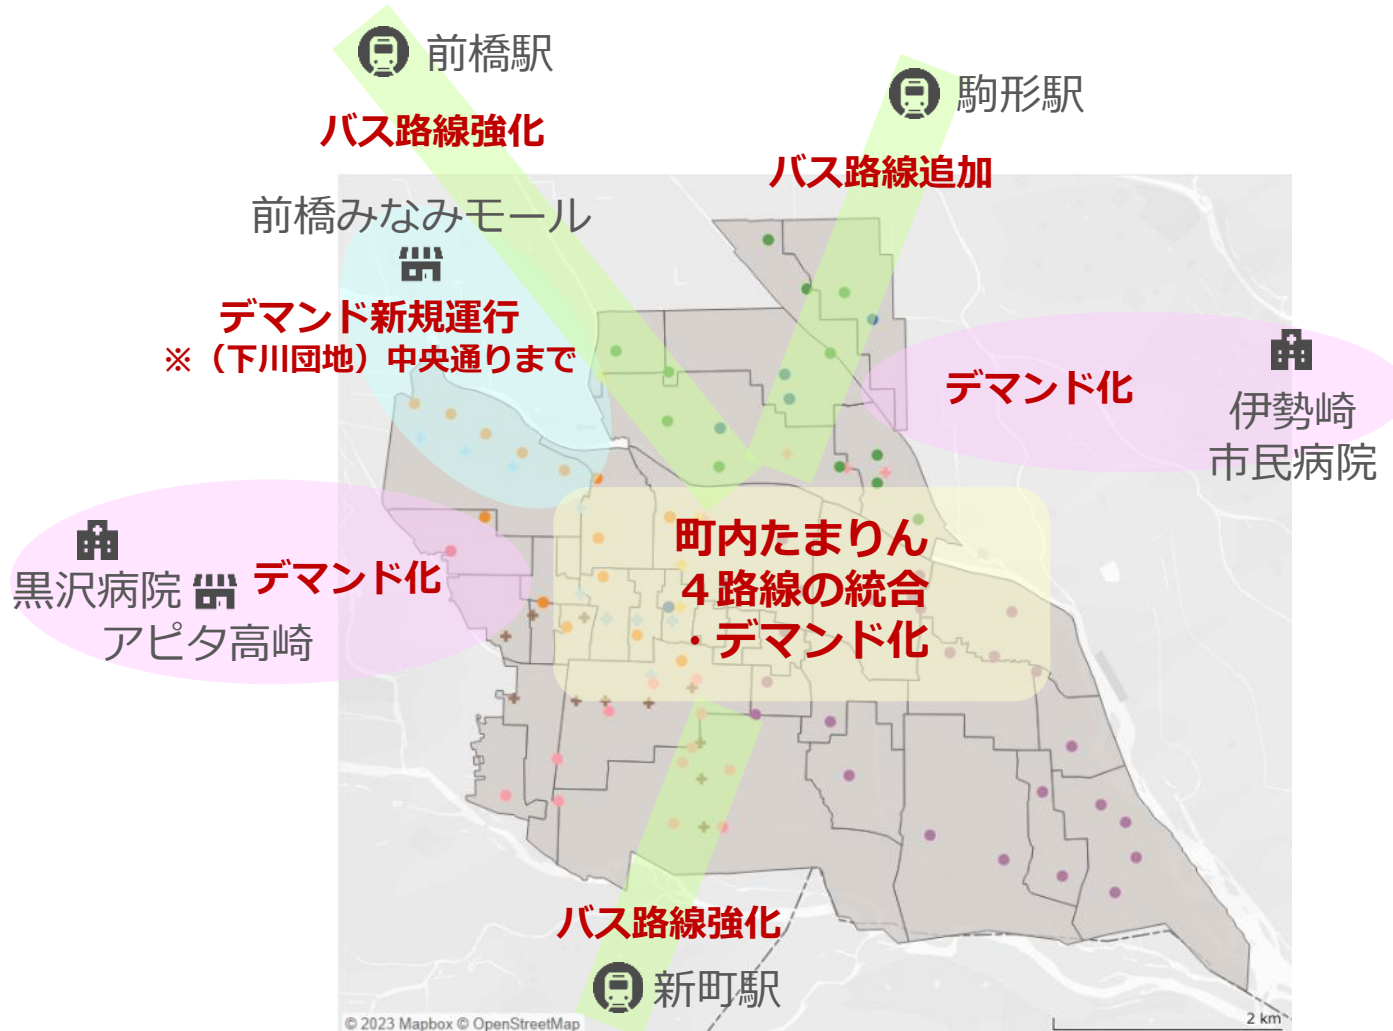 前橋駅
駒形駅
バス路線強化
バス路線追加
前橋みなみモール
デマンド新規運行
※（下川団地）中央通りまで
デマンド化
伊勢崎
市民病院
町内たまりん
４路線の統合
・デマンド化
黒沢病院
デマンド化
アピタ高崎
バス路線強化
新町駅
© 2023 Mapbox © OpenStreetMap
2 km